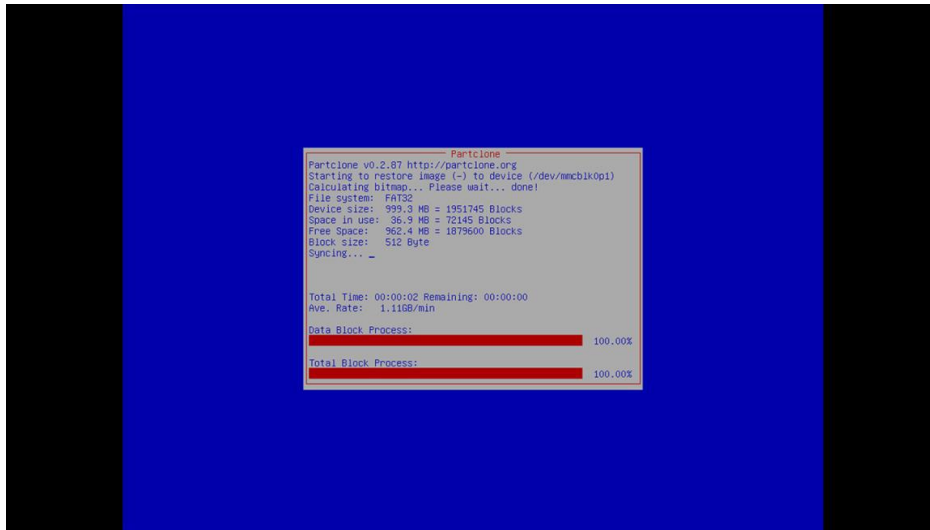 Partclone
Partclone v0.2.87 http://partclone.org
Starting to restore image (-) to device (/dev/mmcblk0p1)
Calculating bitmap... Please wait... done!
File system:  FAT32
Device size:  999.3 MB = 1951745 Blocks
Space in use:  36.9 MB = 72145 Blocks
Free Space:   962.4 MB = 1879600 Blocks
Block size:   512 Byte
Syncing... _
Total Time: 00:00:02 Remaining: 00:00:00
Ave. Rate:   1.11GB/min
Data Block Process:
100.00%
Total Block Process:
100.00%